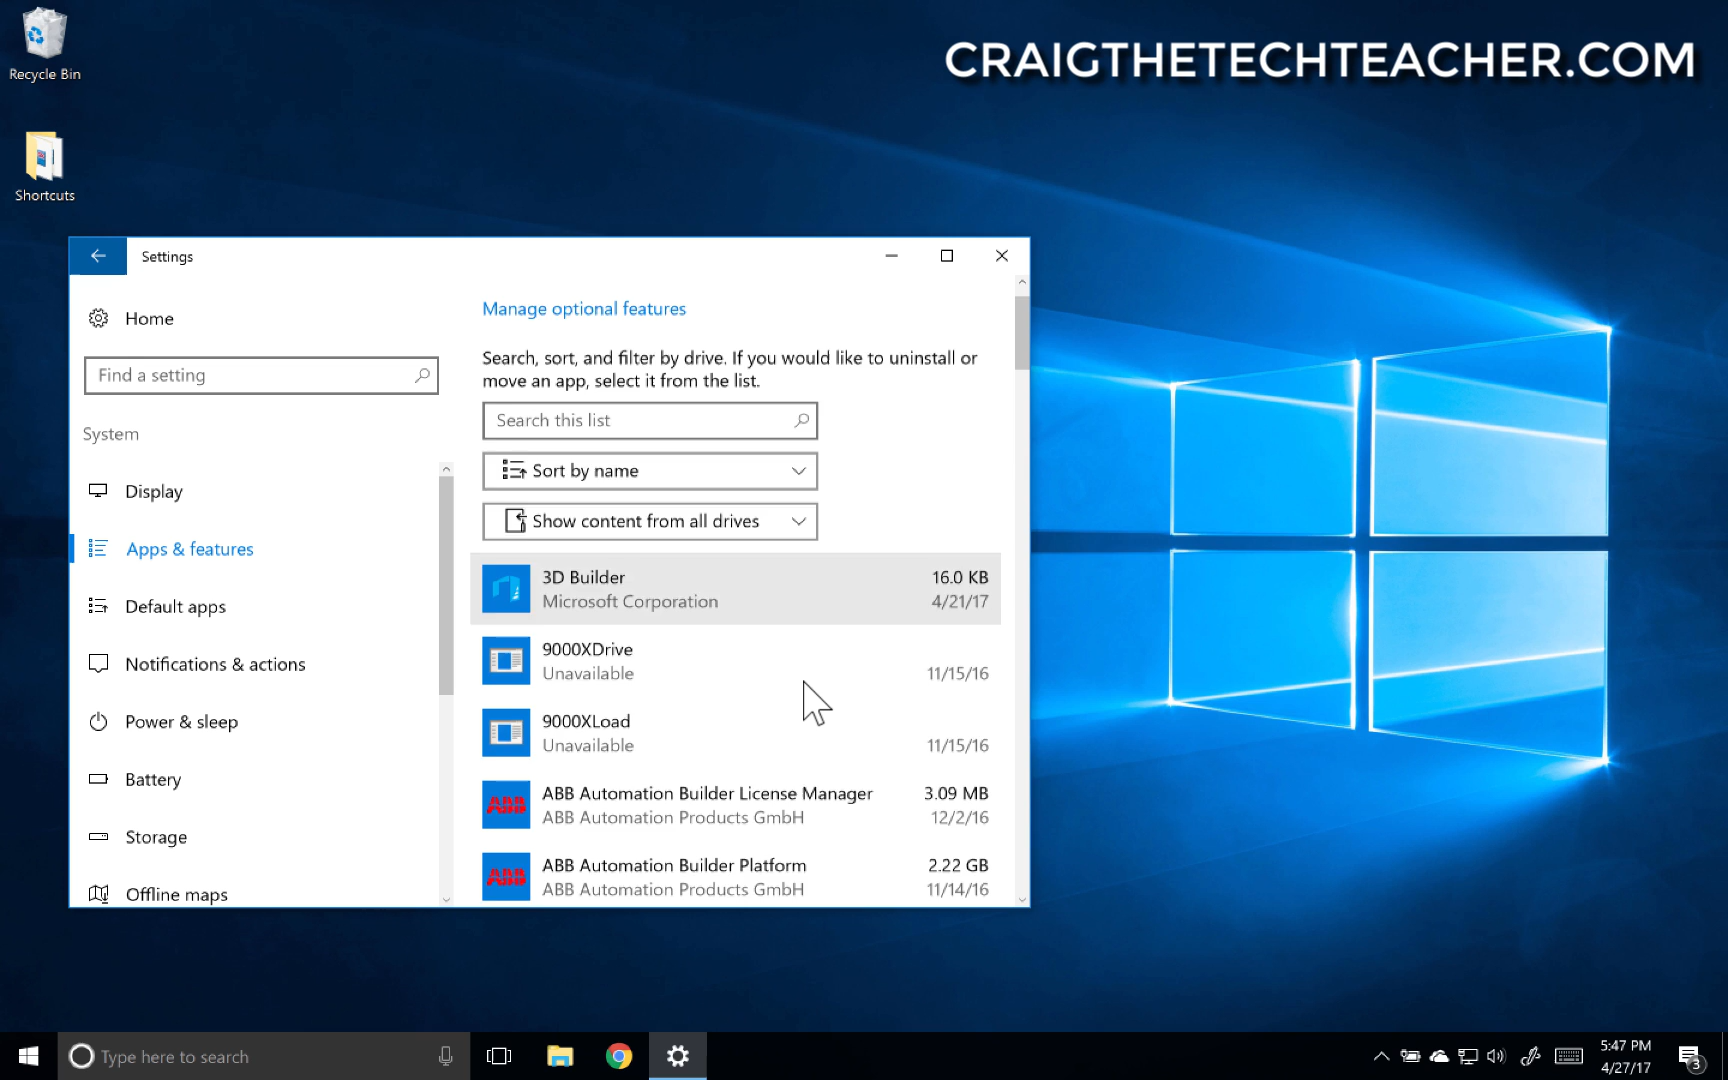 CRAIGTHETECHTEACHER.COM
Recycle Bin
Shortcuts
Settings
Home
Find a setting
System
Display
Apps & features
Default apps
Notifications & actions
Power & sleep
Battery
Storage
Offline maps
Manage optional features
Search, sort, and filter by drive. If you would like to uninstall or
move an app, select it from the list.
Search this list
Sort by name
Show content from all drives
3D Builder 16.0 KB
Microsoft Corporation 4/21/17
9000XDrive
Unavailable 11/15/16
9000XLoad
Unavailable 11/15/16
ABB
ABB Automation Builder License Manager 3.09 MB
ABB Automation Products GmbH 12/2/16
ABB
ABB Automation Builder Platform 2.22 GB
ABB Automation Products GmbH 11/14/16
Type here to search
5:47 PM
4/27/17
3